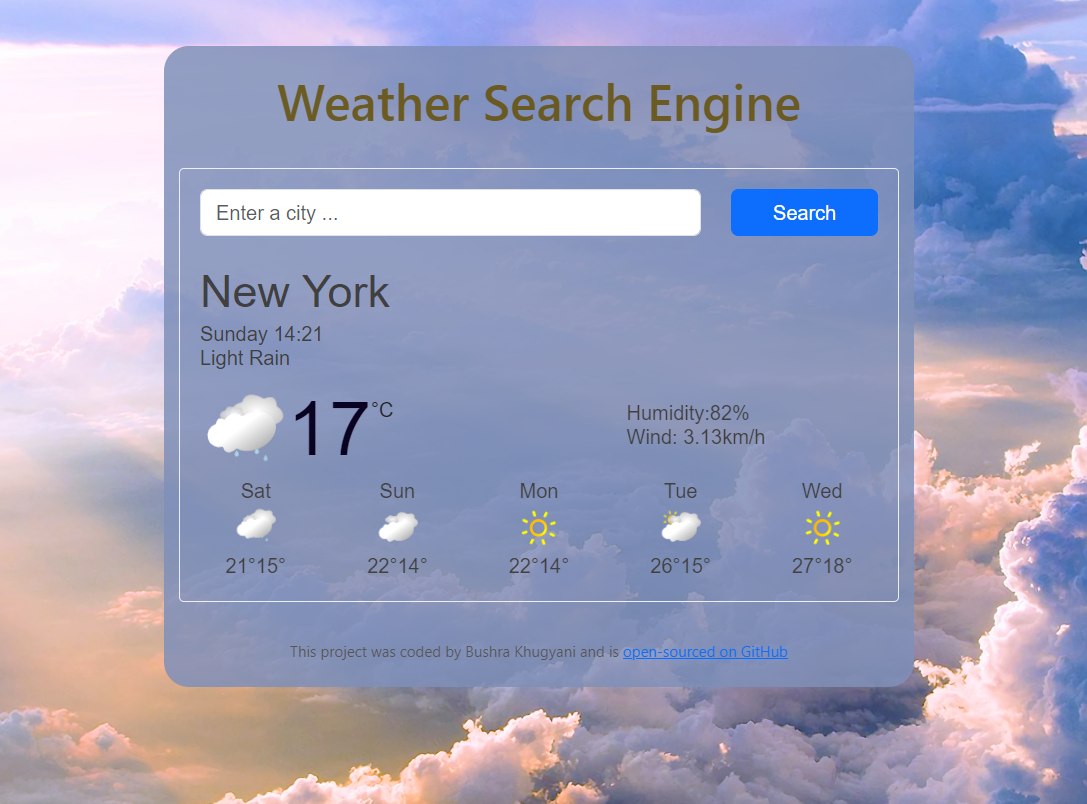 Weather Search Engine
Enter a city ...
Search
New York
Sunday 14:21
Light Rain
17°C
Humidity:82%
Wind: 3.13km/h
Sat Sun Mon Tue Wed
21°15° 22°14° 22°14° 26°15° 27°18°
This project was coded by Bushra Khugyani and is open-sourced on GitHub